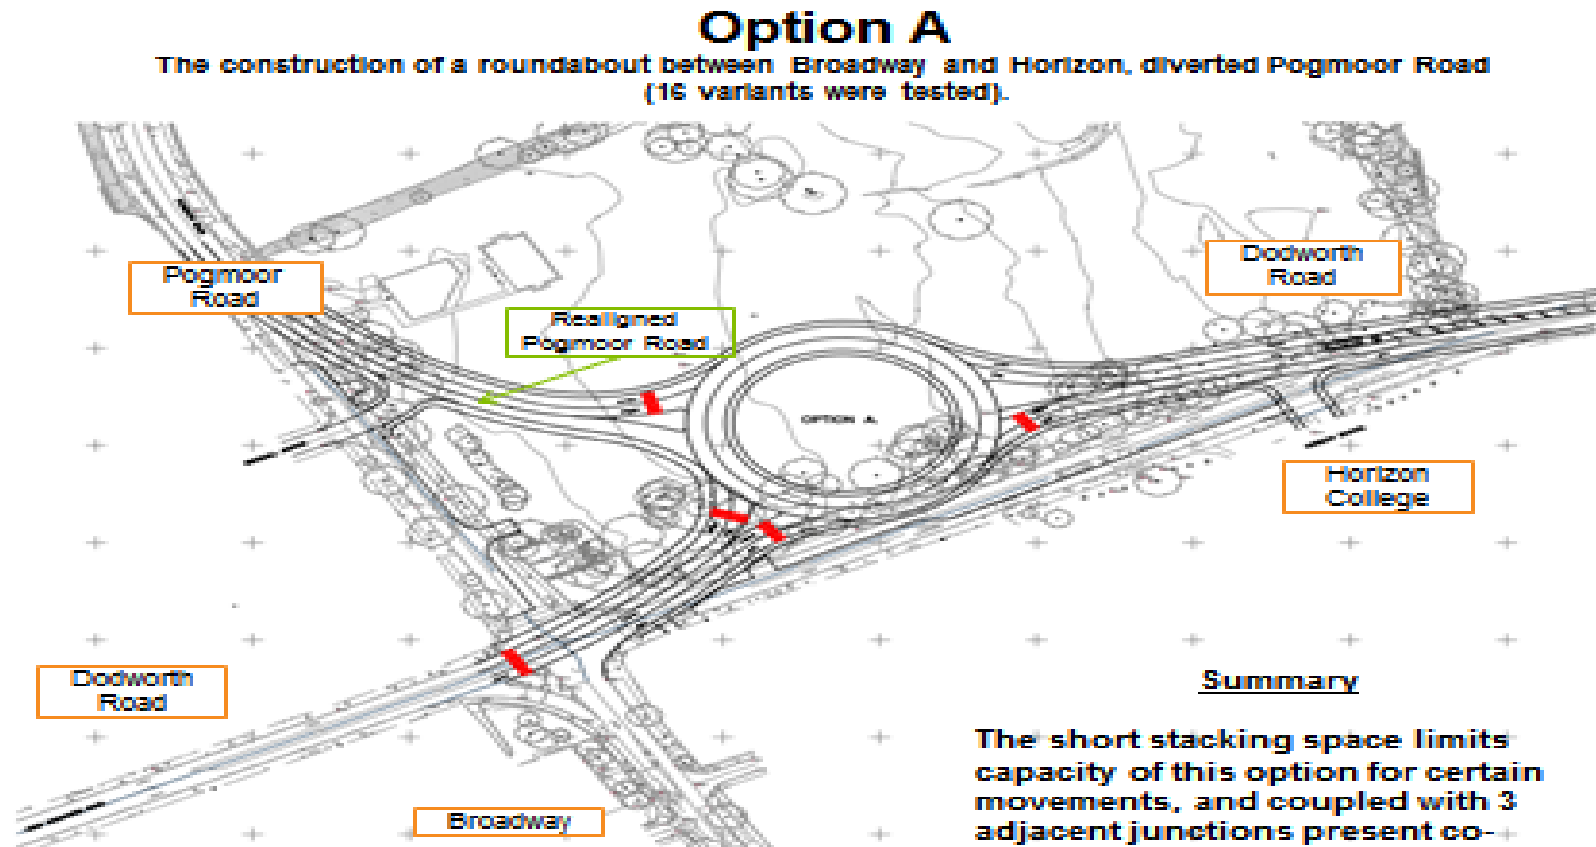 Option A
The construction of a roundabout between Broadway and Horizon, diverted Pogmoor Road
(16 variants were tested).
Pogmoor
Road
Dodworth
Road
Realigned
Pogmoor Road
OPTION A
Horizon
College
Dodworth
Road
Summary
The short stacking space limits
capacity of this option for certain
movements, and coupled with 3
adjacent junctions present co-
Broadway